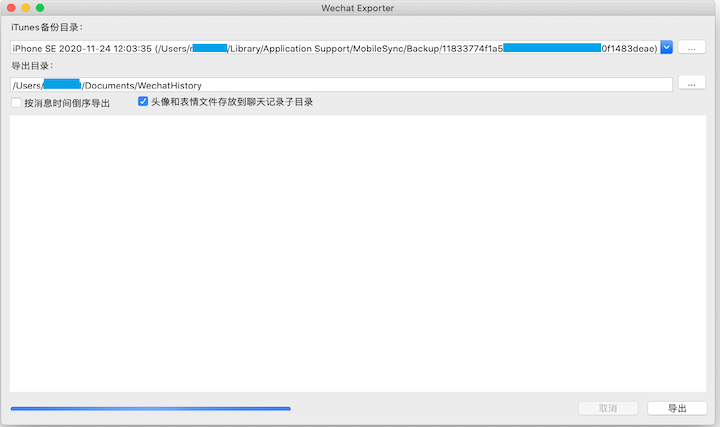 Wechat Exporter
iTunes备份目录:
iPhone SE 2020-11-24 12:03:35 (/Users/r /Library/Application Support/MobileSync/Backup/11833774f1a5 0f1483deae) ...
导出目录:
/Users/ /Documents/WechatHistory ...
按消息时间倒序导出 头像和表情文件存放到聊天记录子目录
取消 导出